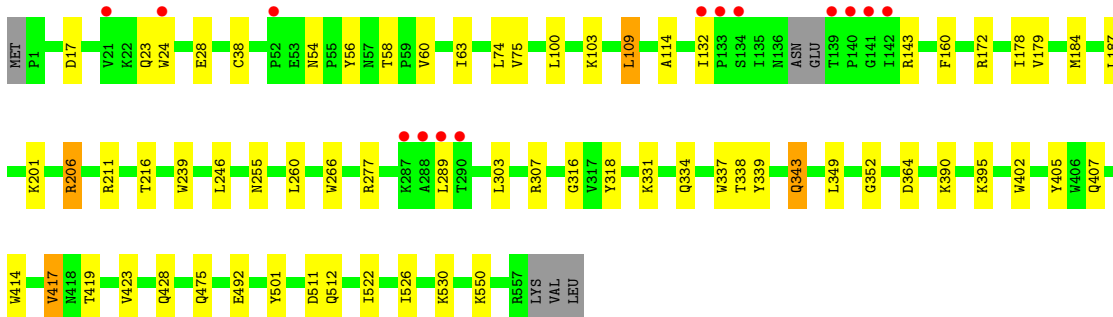 MET P1 D17 V21 K22 Q23 W24 E28 C38 P52 E53 N54 P55 Y56 N57 T58 P59 V60 I63 L74 V75 L100 K103 L109 A114 I132 P133 S134 I135 N136 ASN GLU T139 P140 G141 I142 R143 F160 R172 I178 V179 M184 L187
K201 R206 R211 T216 W239 L246 N255 L260 W266 R277 K287 A288 L289 T290 L303 R307 G316 V317 Y318 K331 Q334 W337 T338 Y339 Q343 L349 G352 D364 K390 K395 W402 Y405 W406 Q407
W414 V417 N418 T419 V423 Q428 Q475 E492 Y501 D511 Q512 I522 I526 K530 K550 R557 LYS VAL LEU